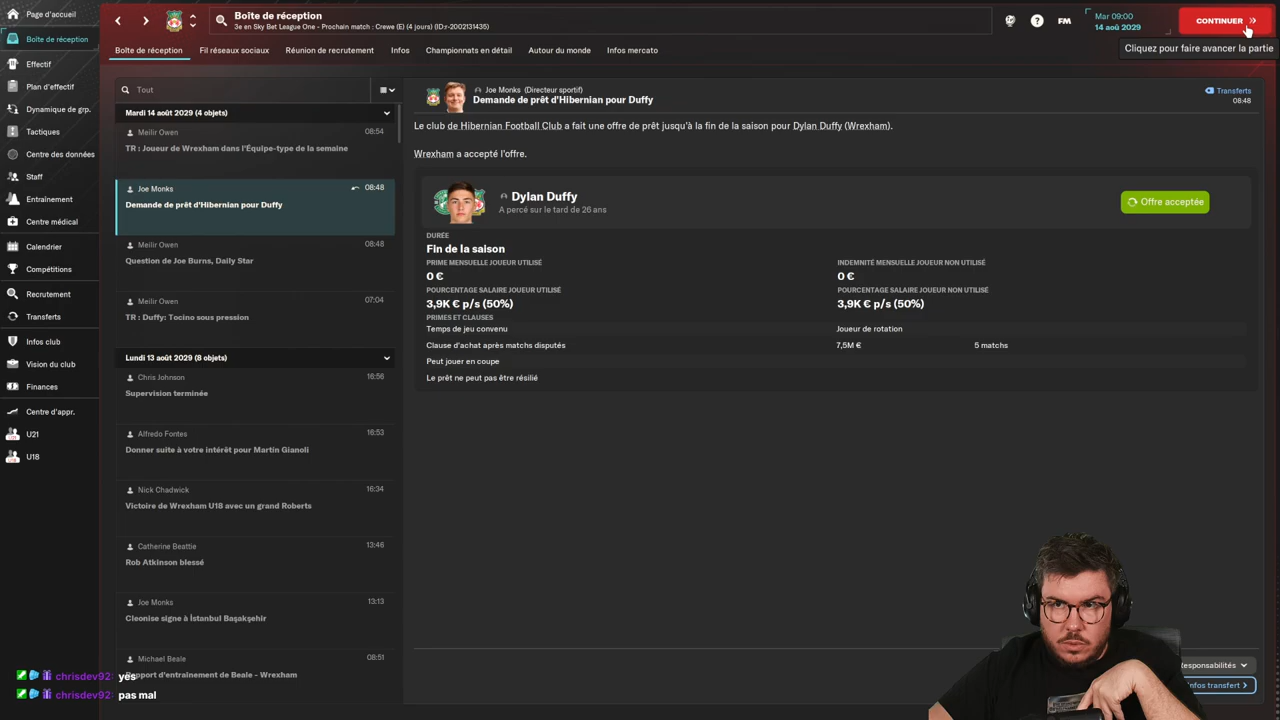 Page d'accueil
Boîte de réception
Effectif
Plan d'effectif
Dynamique de grp.
Tactiques
Centre des données
Staff
Entraînement
Centre médical
Calendrier
Compétitions
Recrutement
Transferts
Infos club
Vision du club
Finances
Centre d'appr.
U21
U18
Boîte de réception
3e en Sky Bet League One - Prochain match : Crewe (E) (4 jours) (ID:r-2002131435)
FM
Mar 09:00
14 aoû 2029
CONTINUER
Cliquez pour faire avancer la partie
Boîte de réception
Fil réseaux sociaux
Réunion de recrutement
Infos
Championnats en détail
Autour du monde
Infos mercato
Tout
Mardi 14 août 2029 (4 objets)
Meilir Owen 08:54
TR : Joueur de Wrexham dans l'Équipe-type de la semaine
Joe Monks 08:48
Demande de prêt d'Hibernian pour Duffy
Meilir Owen 08:48
Question de Joe Burns, Daily Star
Meilir Owen 07:04
TR : Duffy: Tocino sous pression
Lundi 13 août 2029 (8 objets)
Chris Johnson 16:56
Supervision terminée
Alfredo Fontes 16:53
Donner suite à votre intérêt pour Martín Gianoli
Nick Chadwick 16:34
Victoire de Wrexham U18 avec un grand Roberts
Catherine Beattie 13:46
Rob Atkinson blessé
Joe Monks 13:13
Cleonise signe à İstanbul Başakşehir
Michael Beale 08:51
pport d'entrainement de Beale - Wrexham
chrisdev92: yes
chrisdev92: pas mal
Joe Monks (Directeur sportif)
Demande de prêt d'Hibernian pour Duffy
Transferts
08:48
Le club de Hibernian Football Club a fait une offre de prêt jusqu'à la fin de la saison pour Dylan Duffy (Wrexham).
Wrexham a accepté l'offre.
Dylan Duffy
A percé sur le tard de 26 ans
Offre acceptée
DURÉE
Fin de la saison
PRIME MENSUELLE JOUEUR UTILISÉ
0 €
INDEMNITÉ MENSUELLE JOUEUR NON UTILISÉ
0 €
POURCENTAGE SALAIRE JOUEUR UTILISÉ
3,9K € p/s (50%)
POURCENTAGE SALAIRE JOUEUR NON UTILISÉ
3,9K € p/s (50%)
PRIMES ET CLAUSES
Temps de jeu convenu Joueur de rotation
Clause d'achat après matchs disputés 7,5M € 5 matchs
Peut jouer en coupe
Le prêt ne peut pas être résilié
Responsabilités
Infos transfert